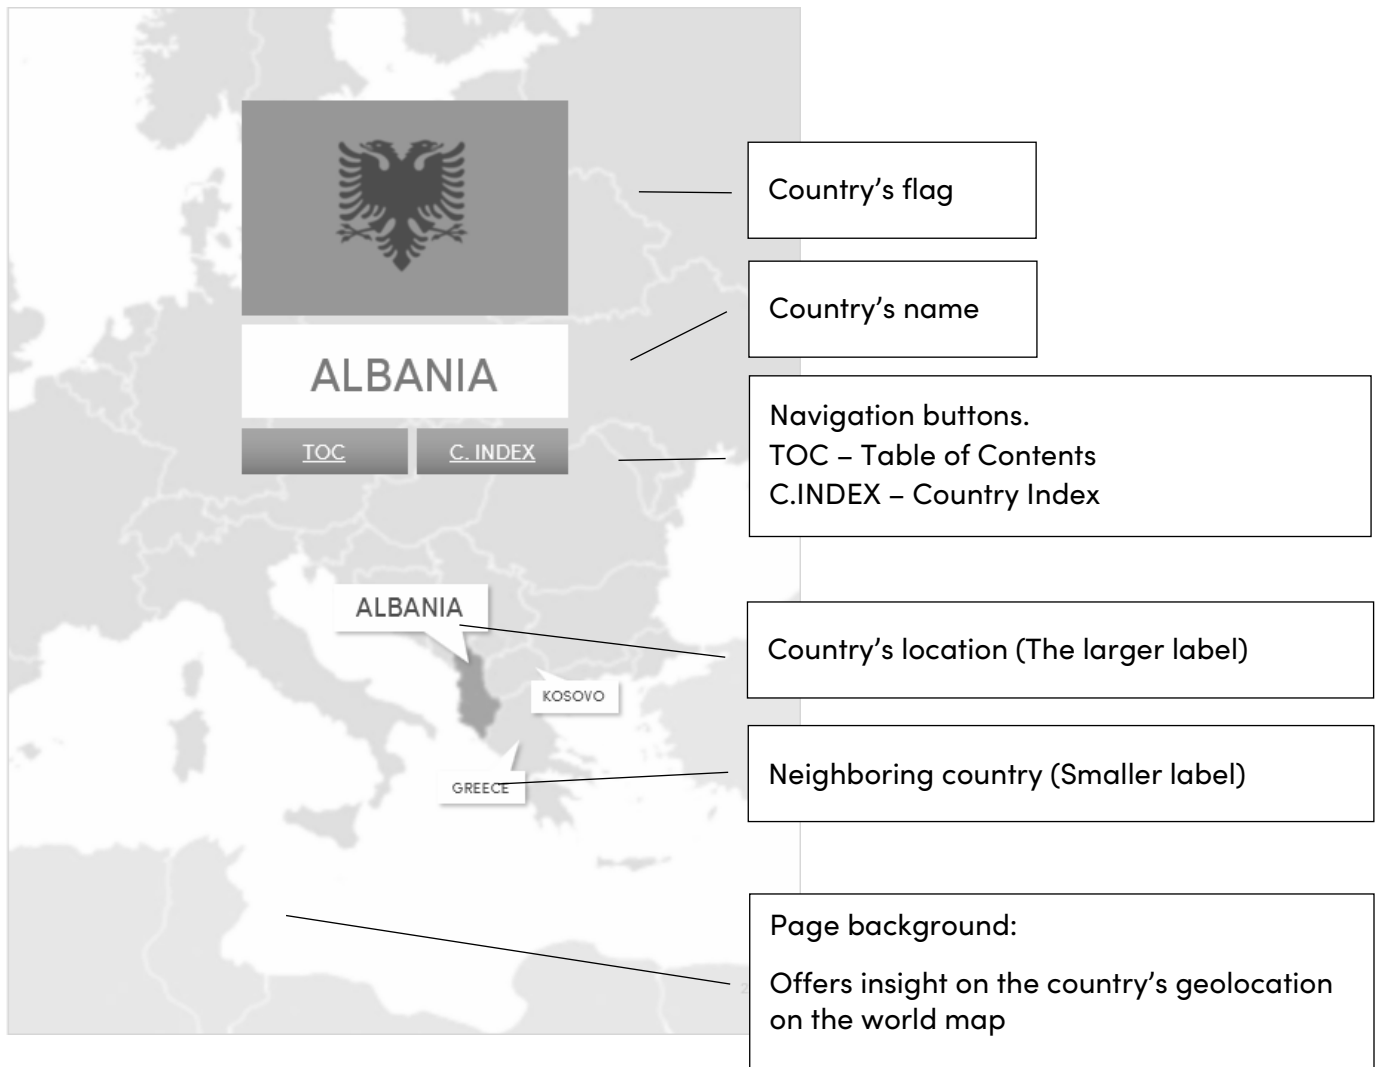 Country's flag
Country's name
ALBANIA
Navigation buttons.
TOC – Table of Contents
C.INDEX – Country Index
TOC
C. INDEX
ALBANIA
Country's location (The larger label)
KOSOVO
Neighboring country (Smaller label)
GREECE
Page background:
Offers insight on the country's geolocation
on the world map